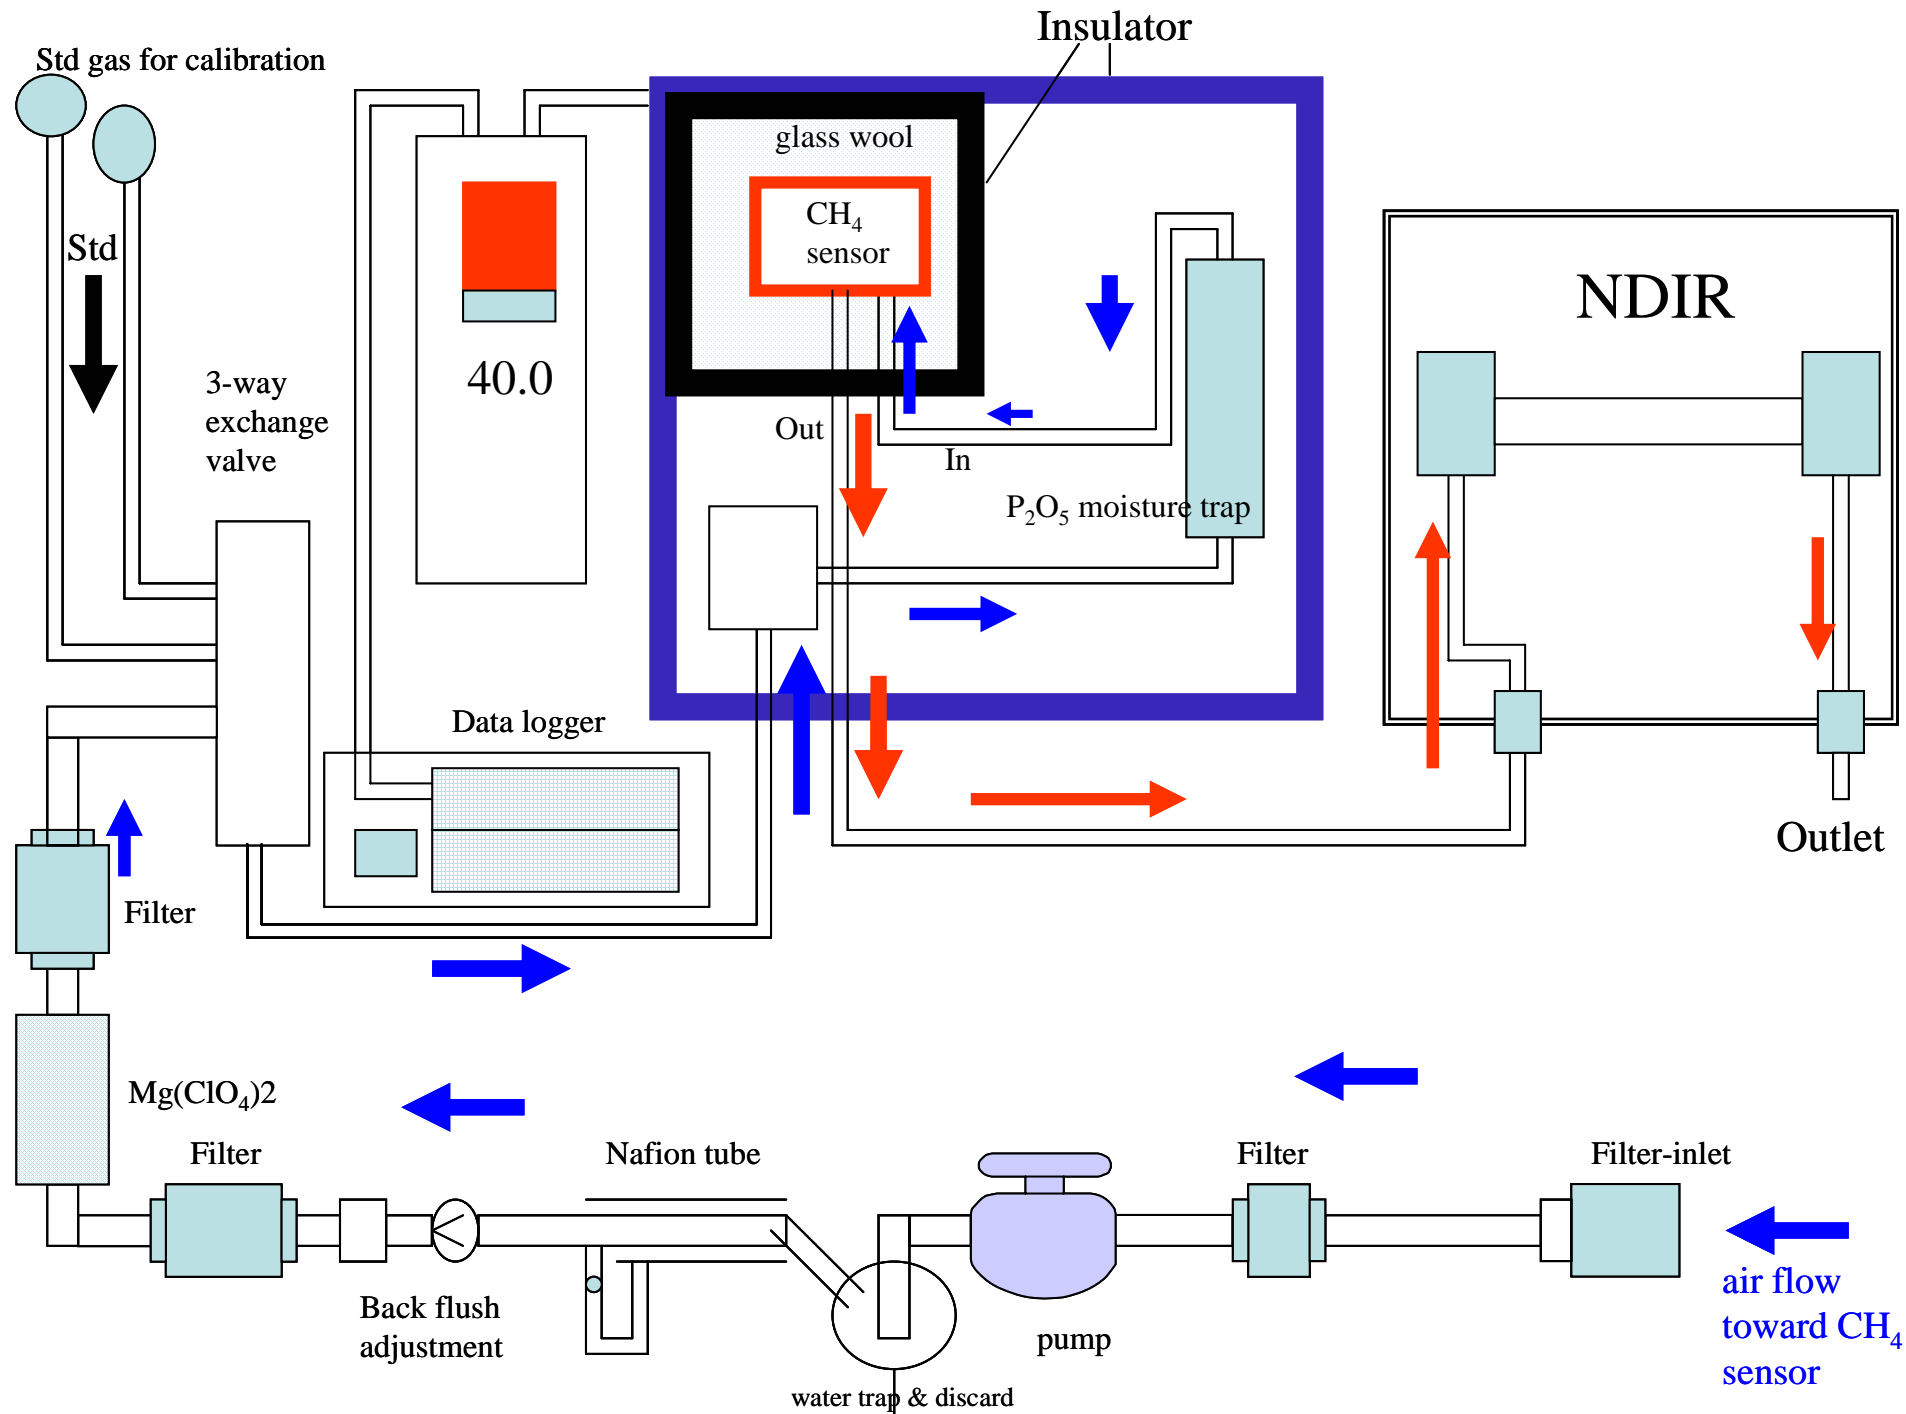 Insulator
Std gas for calibration
glass wool
CH₄
sensor
Std
NDIR
40.0
3-way
exchange
valve
Out
In
P₂O₅ moisture trap
Data logger
Outlet
Filter
Mg(ClO₄)2
Filter
Nafion tube
Filter
Filter-inlet
Back flush
adjustment
pump
air flow
toward CH₄
sensor
water trap & discard